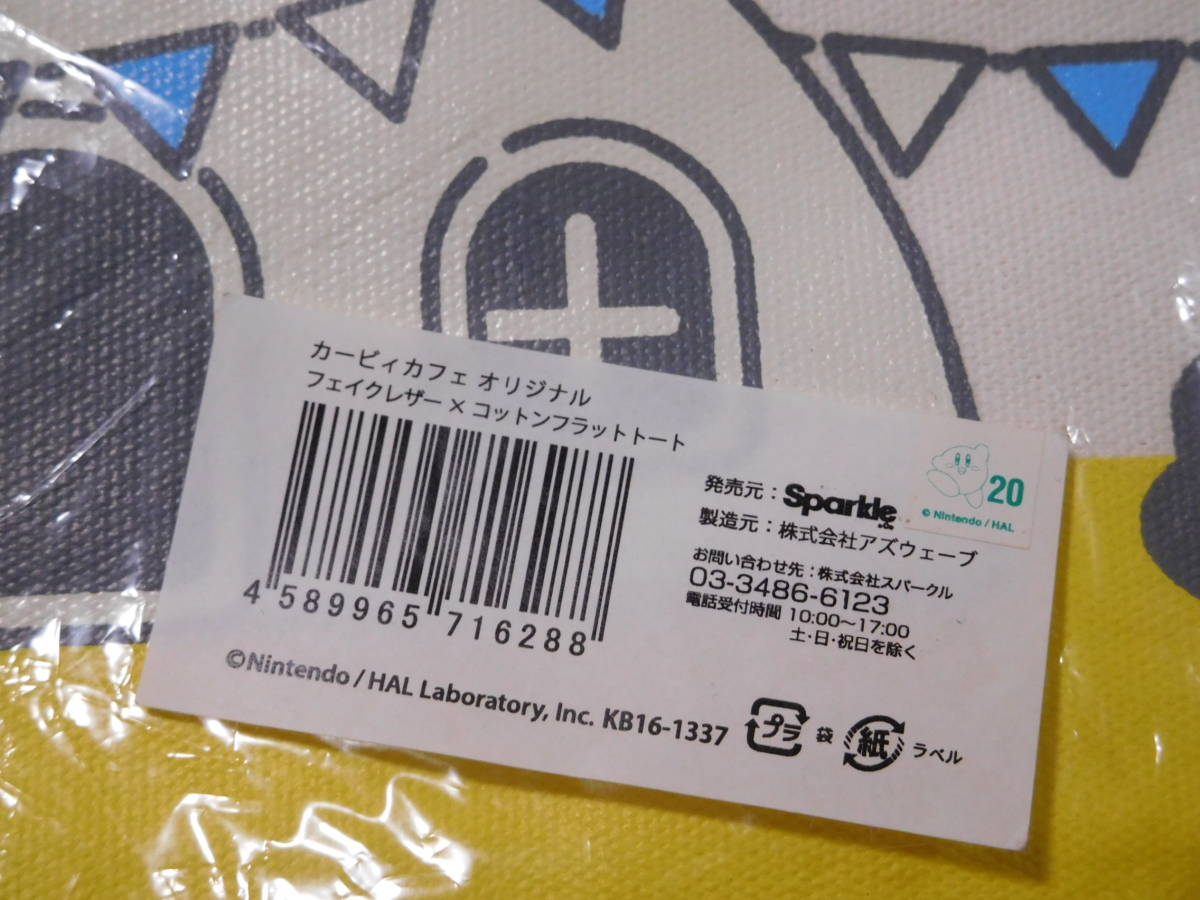 カービィカフェ オリジナル
フェイクレザー × コットンフラットトート
4 589965 716288
発売元：Sparkle
製造元：株式会社アズウェーブ
20
© Nintendo / HAL
お問い合わせ先：株式会社スパークル
03-3486-6123
電話受付時間 10:00～17:00
土・日・祝日を除く
©Nintendo / HAL Laboratory, Inc. KB16-1337
プラ 袋 紙 ラベル